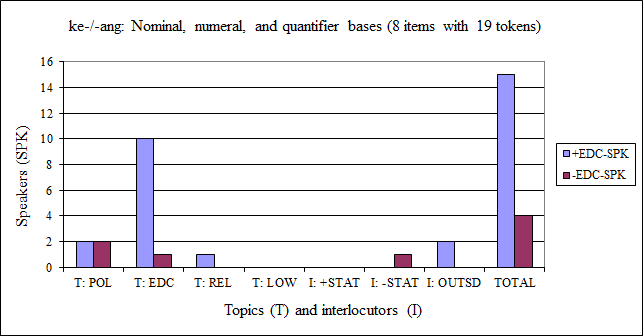 ke-/-ang: Nominal, numeral, and quantifier bases (8 items with 19 tokens)
16
14
12
10
8
6
4
2
0
Speakers (SPK)
T: POL T: EDC T: REL T: LOW I: +STAT I: -STAT I: OUTSD TOTAL
Topics (T) and interlocutors (I)
+EDC-SPK
-EDC-SPK